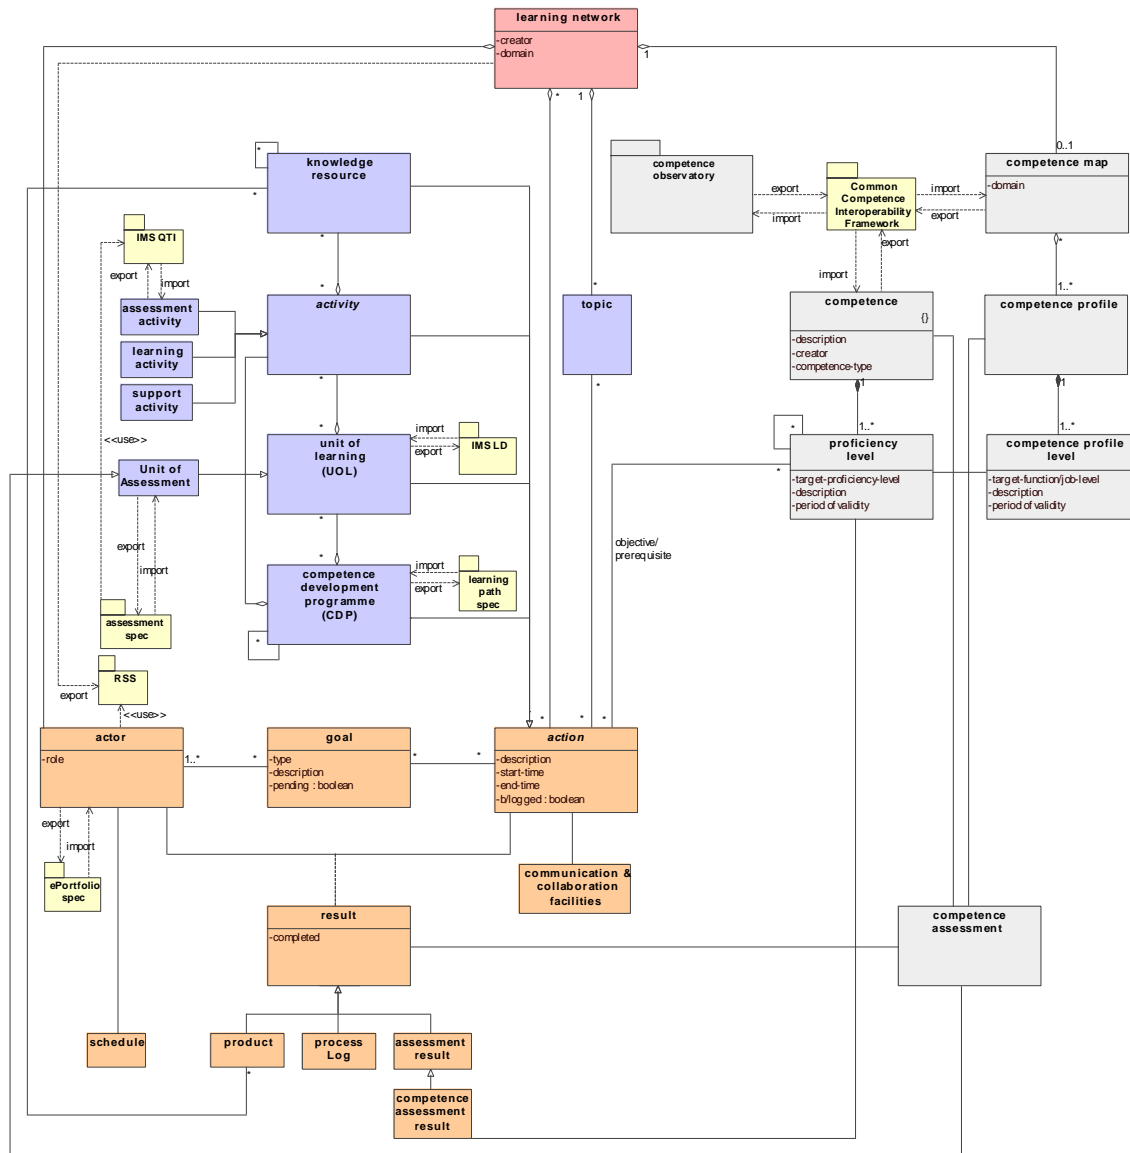 learning network
-creator
-domain
*
1
1
0..1
knowledge
resource
*
*
*
*
competence
observatory
export
import
Common
Competence
Interoperability
Framework
import
export
competence map
-domain
*
1..*
import
export
IMSQTI
export
import
assessment
activity
learning
activity
support
activity
activity
*
*
topic
*
*
competence
{}
-description
-creator
-competence-type
1
1..*
competence profile
1
1..*
<<use>>
unit of
learning
(UOL)
*
*
import
export
IMSLD
Unit of
Assessment
export
import
*
proficiency
level
-target-proficiency-level
-description
-period of validity
*
competence profile
level
-target-function/job-level
-description
-period of validity
objective/
prerequisite
competence
development
programme
(CDP)
*
import
export
learning
path
spec
assessment
spec
RSS
export
<<use>>
*
*
*
actor
-role
1..*
*
goal
-type
-description
-pending : boolean
*
*
action
-description
-start-time
-end-time
-b/logged : boolean
export
import
ePortfolio
spec
communication &
collaboration
facilities
result
-completed
competence
assessment
schedule
product
*
process
Log
assessment
result
competence
assessment
result